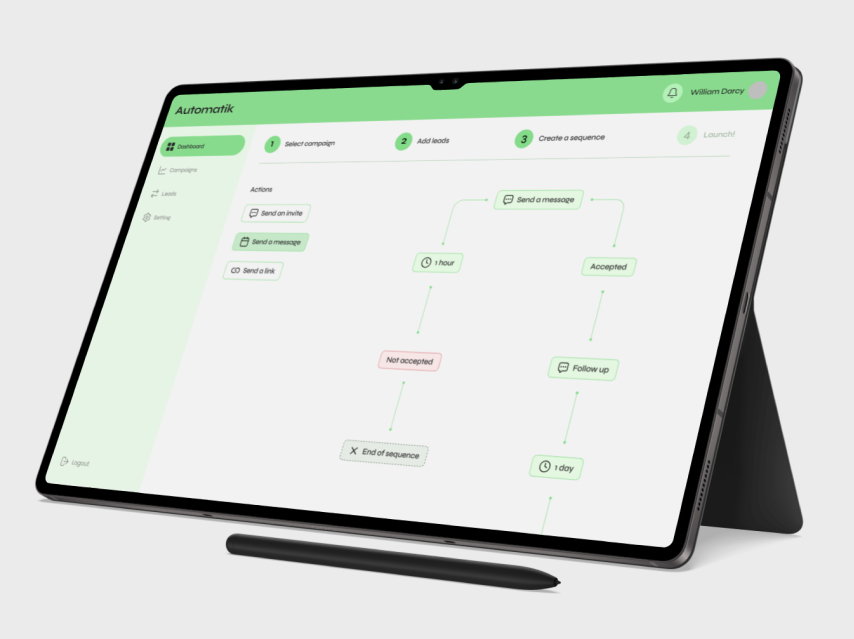 Automatik
William Darcy
Dashboard
Campaigns
Leads
Setting
Logout
1 Select campaign
2 Add leads
3 Create a sequence
4 Launch!
Actions
Send an invite
Send a message
Send a link
Send a message
1 hour
Accepted
Not accepted
Follow up
End of sequence
1 day